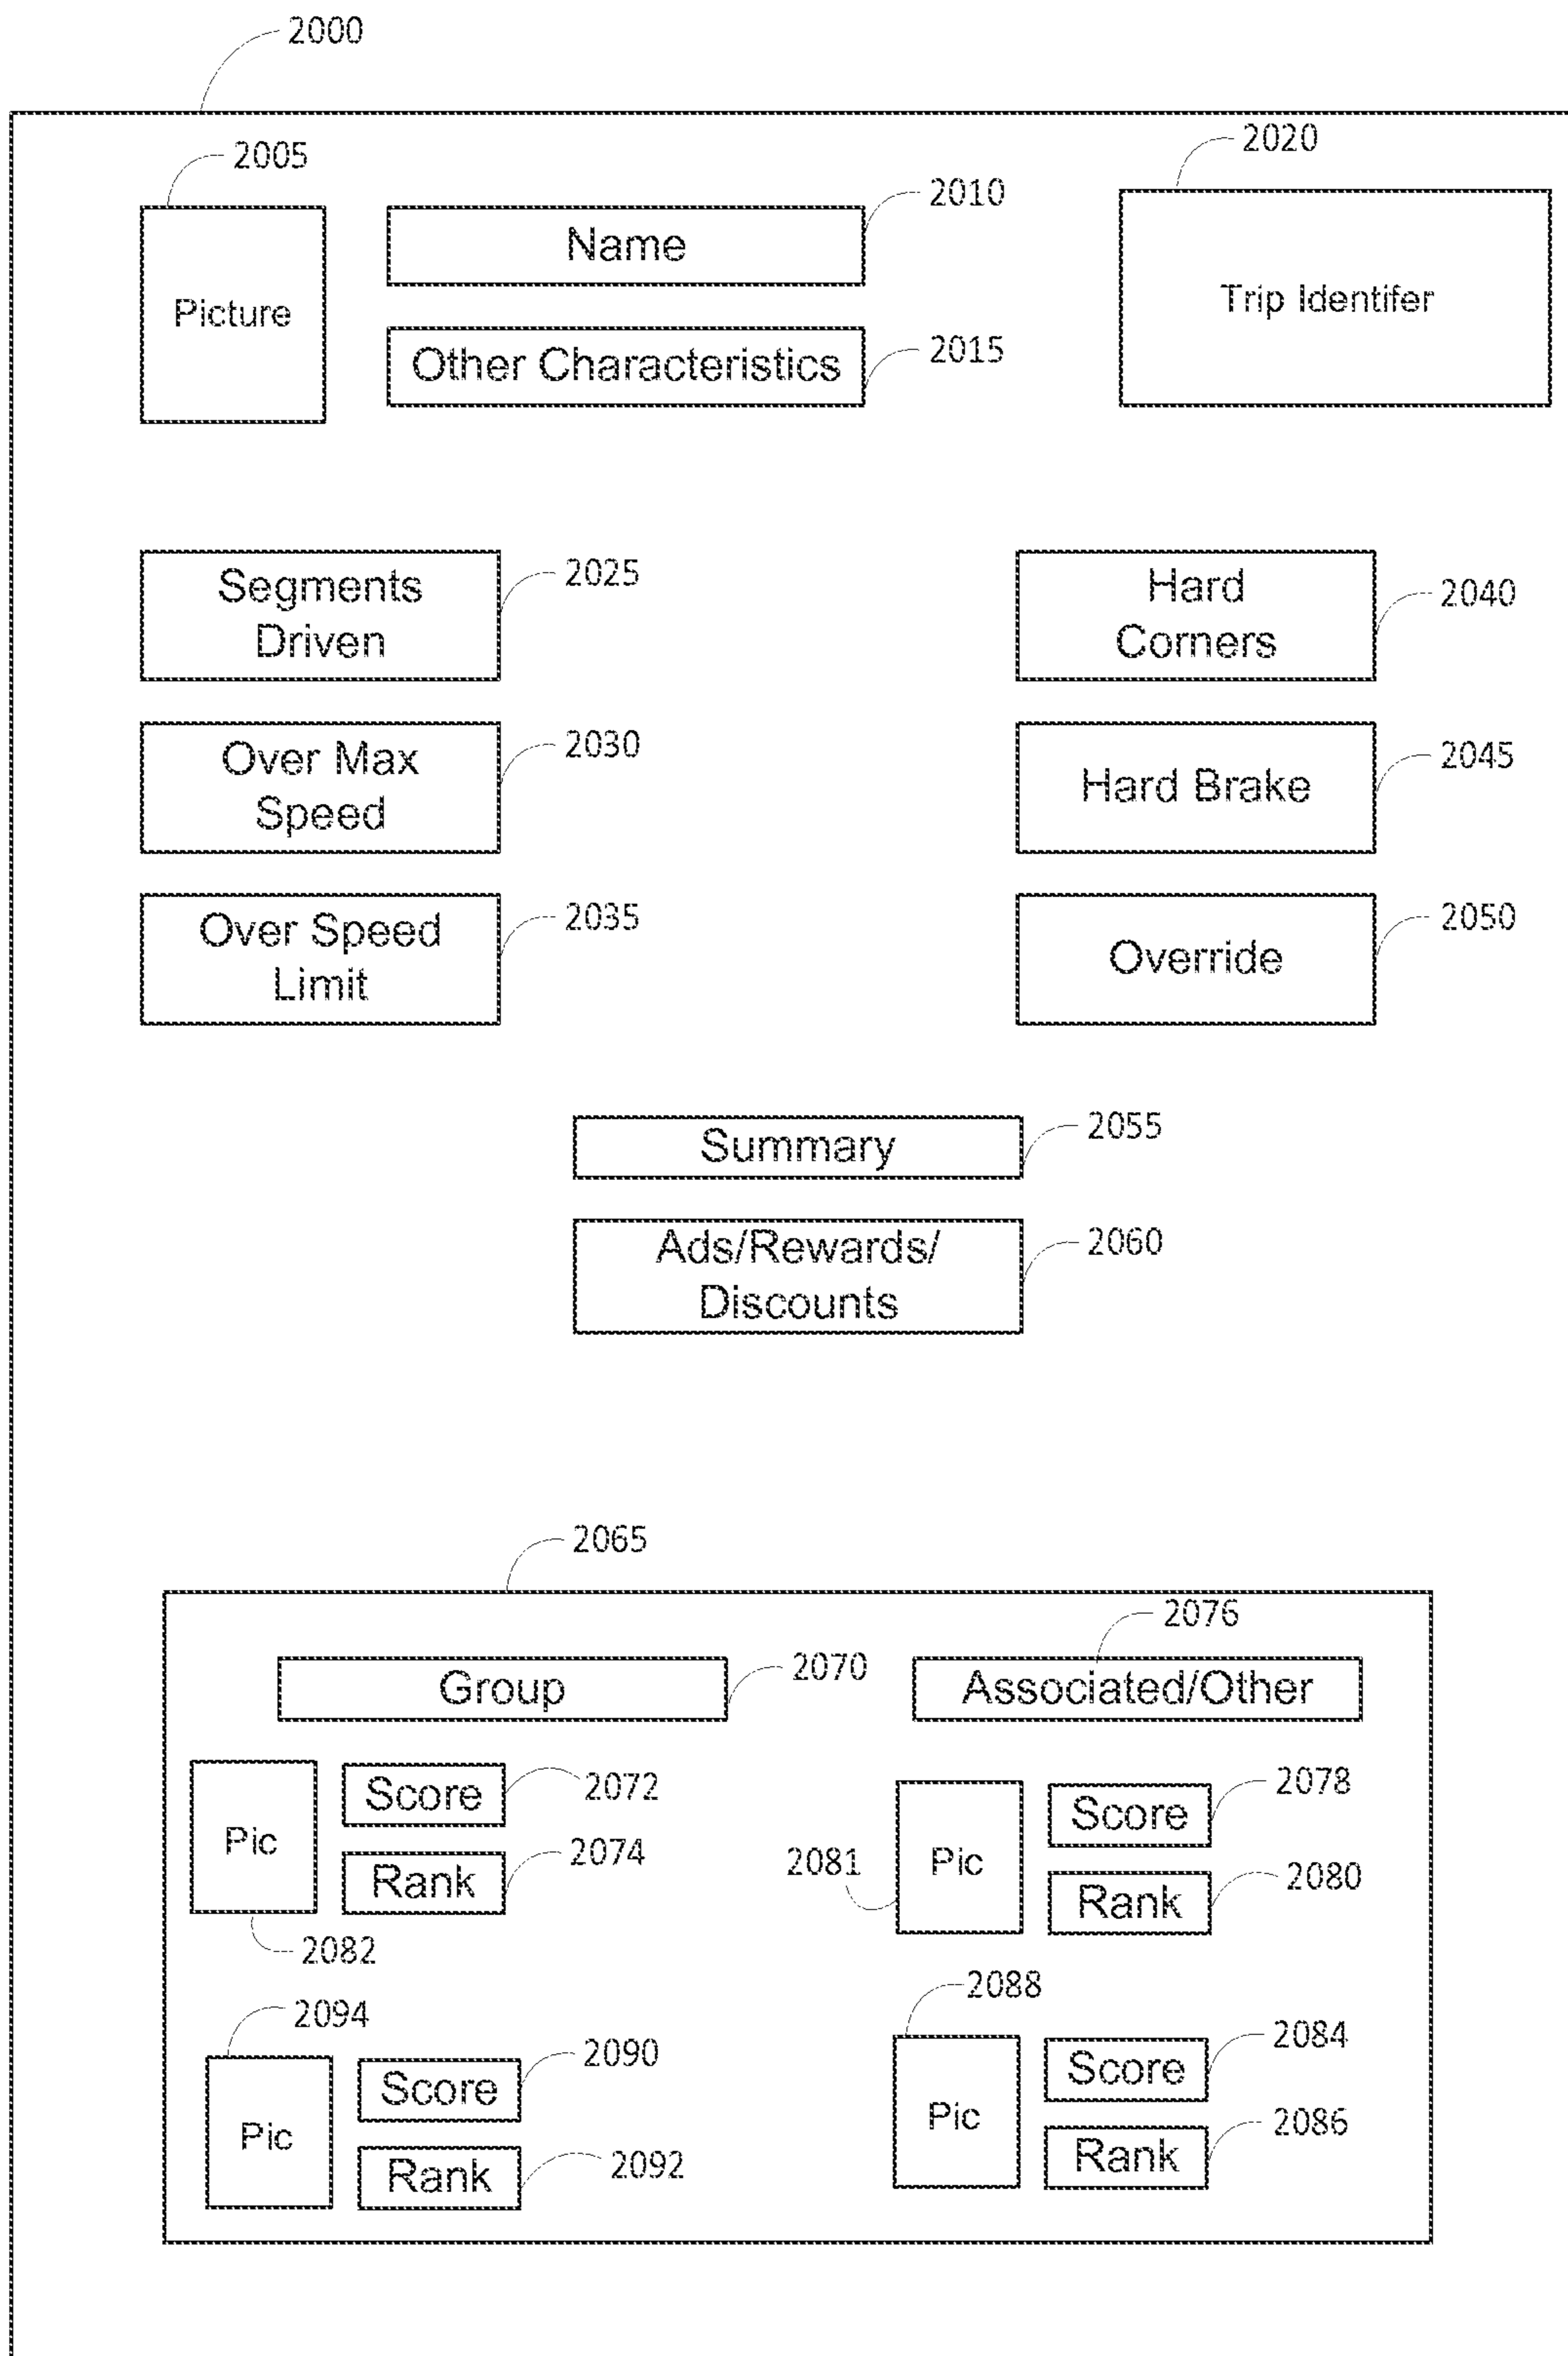 2000
2005
2010
2020
Picture
Name
Trip Identifer
Other Characteristics
2015
Segments
Driven
2025
Hard
Corners
2040
Over Max
Speed
2030
Hard Brake
2045
Over Speed
Limit
2035
Override
2050
Summary
2055
Ads/Rewards/
Discounts
2060
2065
Group
2070
2076
Associated/Other
Pic
Score
2072
Rank
2074
2082
2081
Pic
Score
2078
Rank
2080
2094
Pic
Score
2090
Rank
2092
2088
Pic
Score
2084
Rank
2086